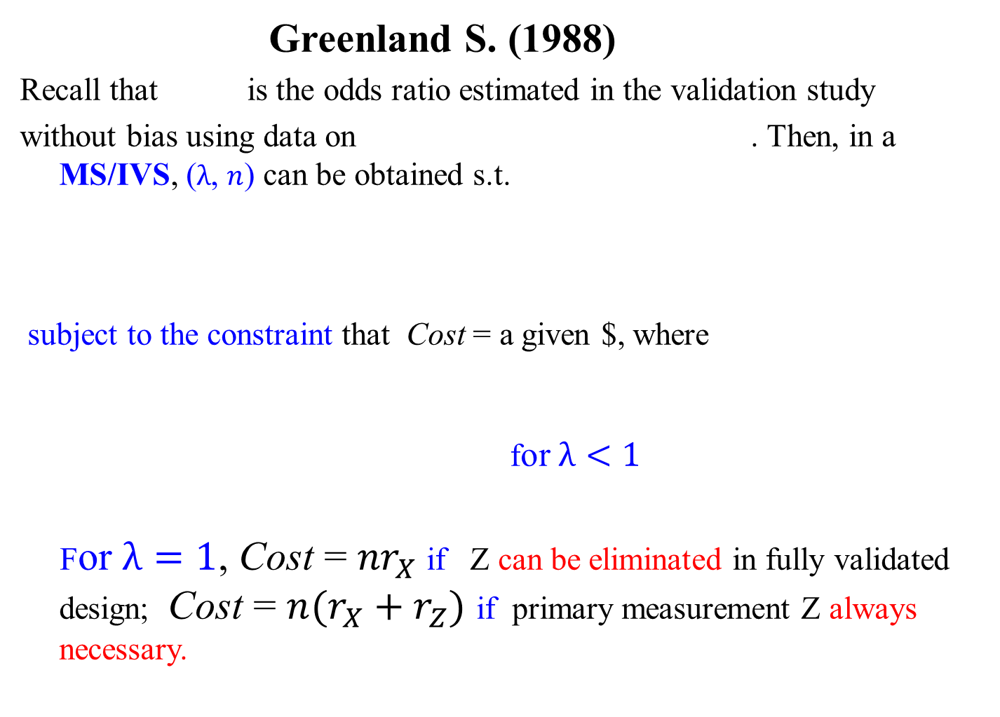 Greenland S. (1988)
Recall that is the odds ratio estimated in the validation study
without bias using data on . Then, in a
MS/IVS, (λ, n) can be obtained s.t.
subject to the constraint that Cost = a given $, where
for λ < 1
For λ = 1, Cost = nr_X if Z can be eliminated in fully validated
design; Cost = n(r_X + r_Z) if primary measurement Z always
necessary.